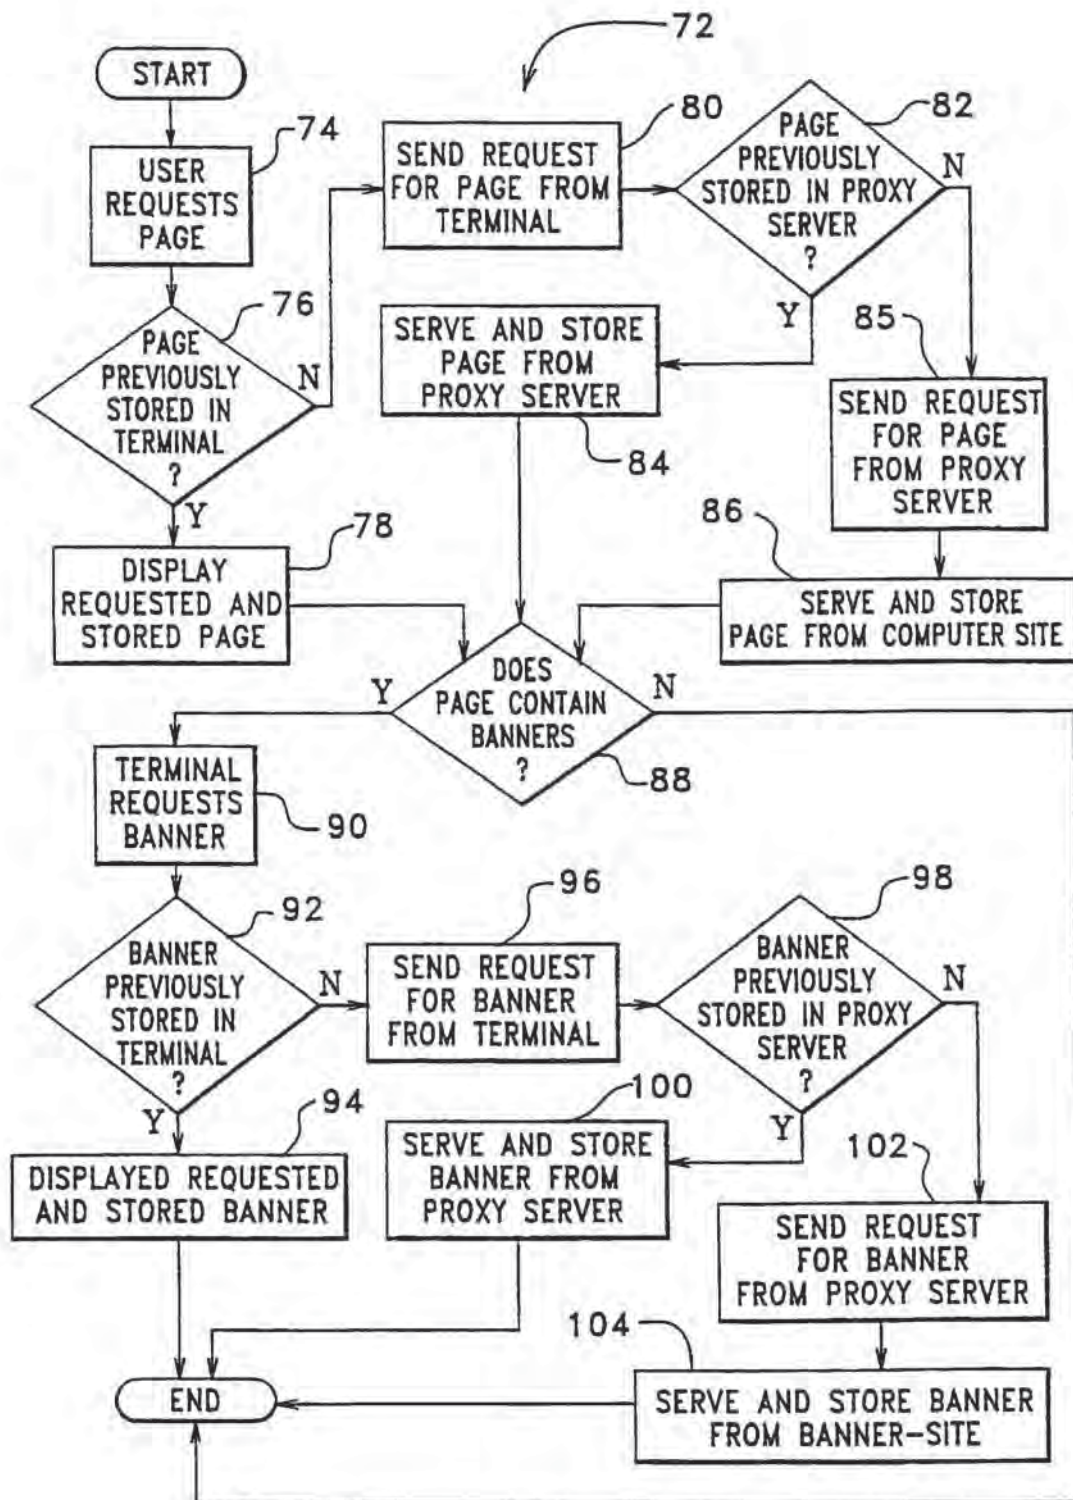 72
START
74
USER
REQUESTS
PAGE
76
PAGE
PREVIOUSLY
STORED IN
TERMINAL
?
N
Y
78
DISPLAY
REQUESTED AND
STORED PAGE
80
SEND REQUEST
FOR PAGE FROM
TERMINAL
82
PAGE
PREVIOUSLY
STORED IN PROXY
SERVER
?
N
Y
SERVE AND STORE
PAGE FROM
PROXY SERVER
84
85
SEND REQUEST
FOR PAGE
FROM PROXY
SERVER
86
SERVE AND STORE
PAGE FROM COMPUTER SITE
DOES
PAGE CONTAIN
BANNERS
?
Y
N
88
TERMINAL
REQUESTS
BANNER
90
92
BANNER
PREVIOUSLY
STORED IN
TERMINAL
?
N
Y
94
DISPLAYED REQUESTED
AND STORED BANNER
96
SEND REQUEST
FOR BANNER
FROM TERMINAL
98
BANNER
PREVIOUSLY
STORED IN PROXY
SERVER
?
N
Y
100
SERVE AND STORE
BANNER FROM
PROXY SERVER
102
SEND REQUEST
FOR BANNER
FROM PROXY SERVER
104
SERVE AND STORE BANNER
FROM BANNER-SITE
END